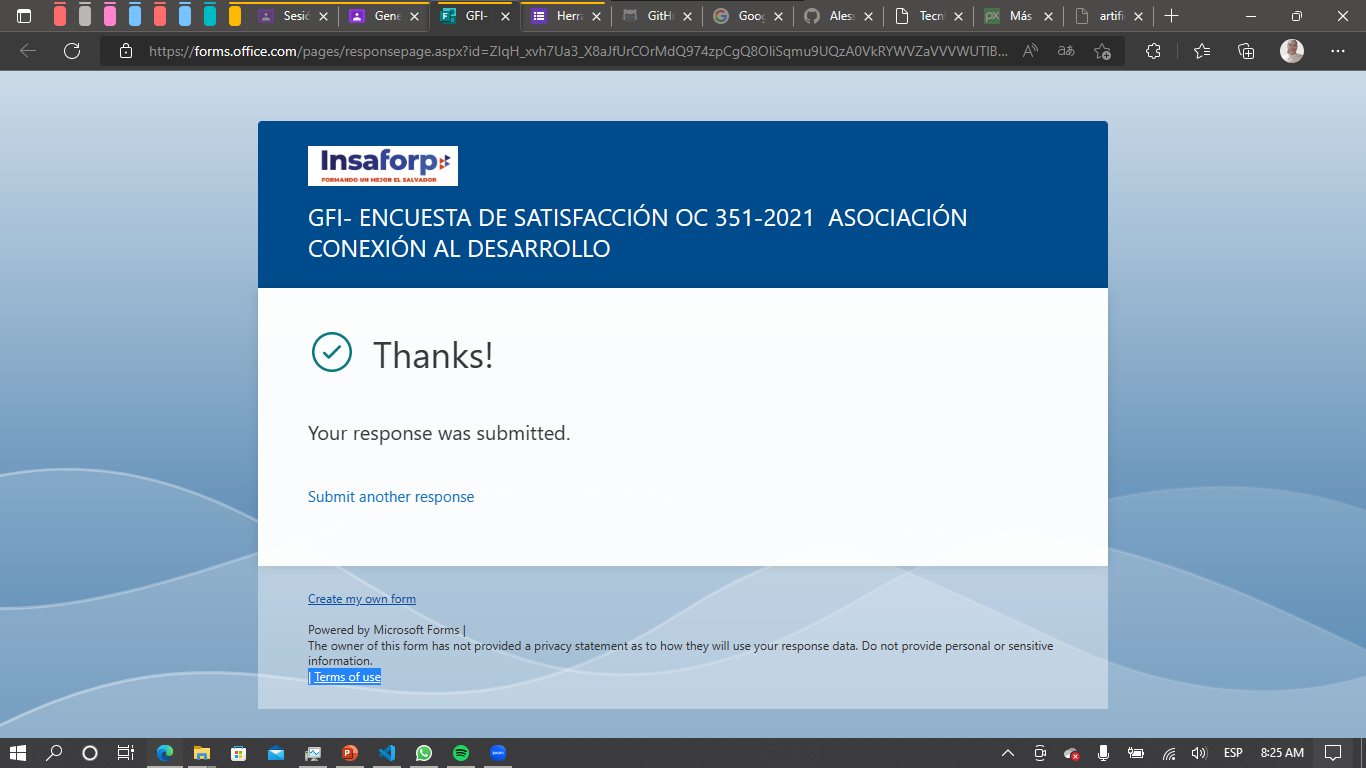 Sesió
Gene
GFI-
Herra
GitHu
Goog
Aless
Tecni
Más
artifi
https://forms.office.com/pages/responsepage.aspx?id=ZIqH_xvh7Ua3_X8aJfUrCOrMdQ974zpCgQ8OIiSqmu9UQzA0VkRYWVZaVVVWUTlB...
Insaforp
FORMANDO UN MEJOR EL SALVADOR
GFI- ENCUESTA DE SATISFACCIÓN OC 351-2021 ASOCIACIÓN
CONEXIÓN AL DESARROLLO
Thanks!
Your response was submitted.
Submit another response
Create my own form
Powered by Microsoft Forms |
The owner of this form has not provided a privacy statement as to how they will use your response data. Do not provide personal or sensitive
information.
| Terms of use
ESP
8:25 AM